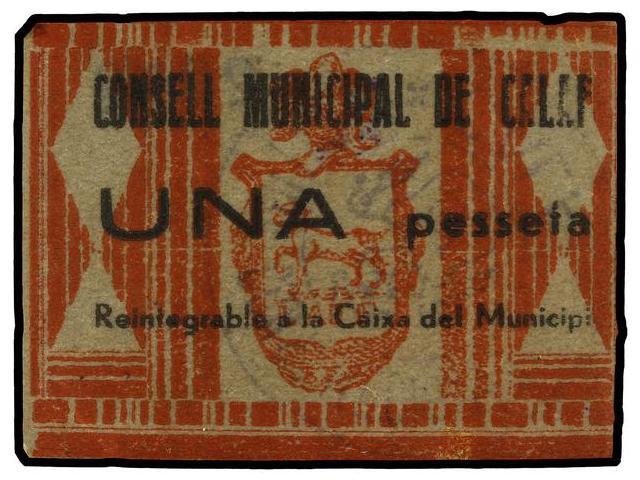 CONSELL MUNICIPAL DE CALAF
UNA pesseta
Reintegrable a la Caixa del Municipi